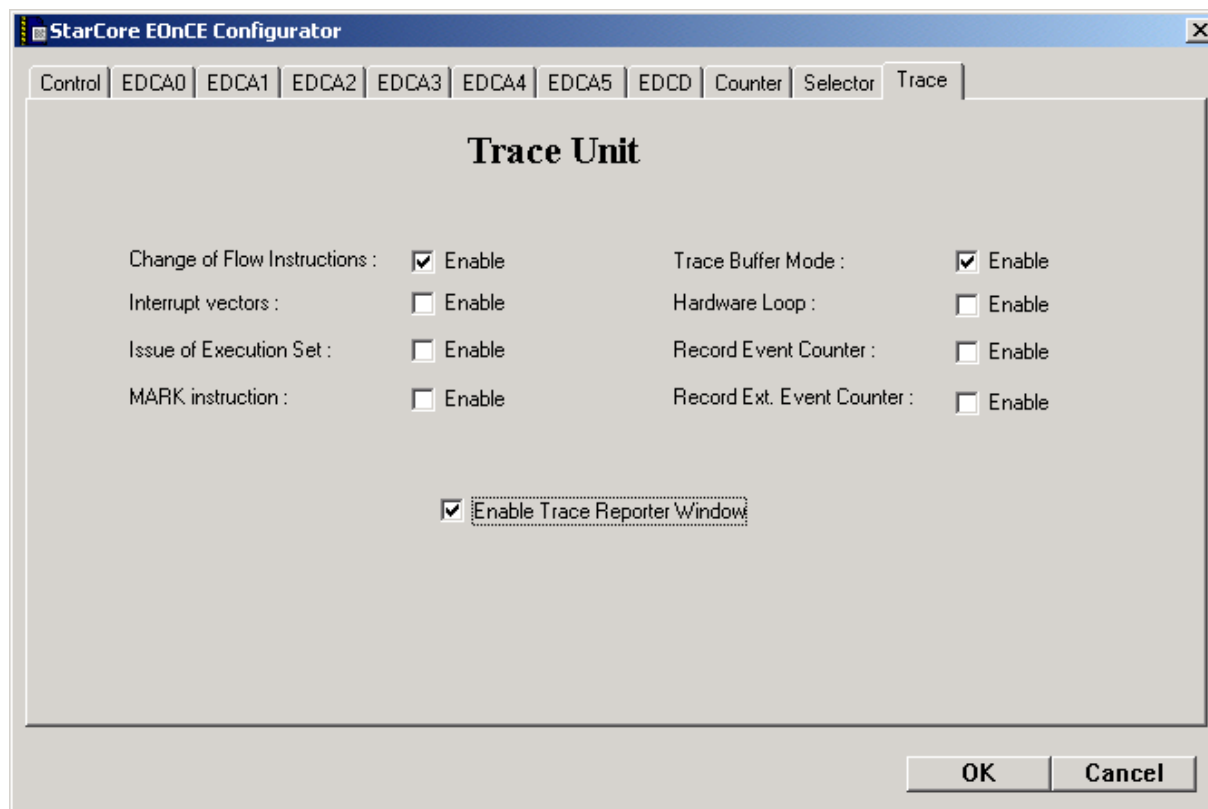 StarCore EOnCE Configurator
Control EDCA0 EDCA1 EDCA2 EDCA3 EDCA4 EDCA5 EDCD Counter Selector Trace
Trace Unit
Change of Flow Instructions : Enable Trace Buffer Mode : Enable
Interrupt vectors : Enable Hardware Loop : Enable
Issue of Execution Set : Enable Record Event Counter : Enable
MARK instruction : Enable Record Ext. Event Counter : Enable
Enable Trace Reporter Window
OK Cancel